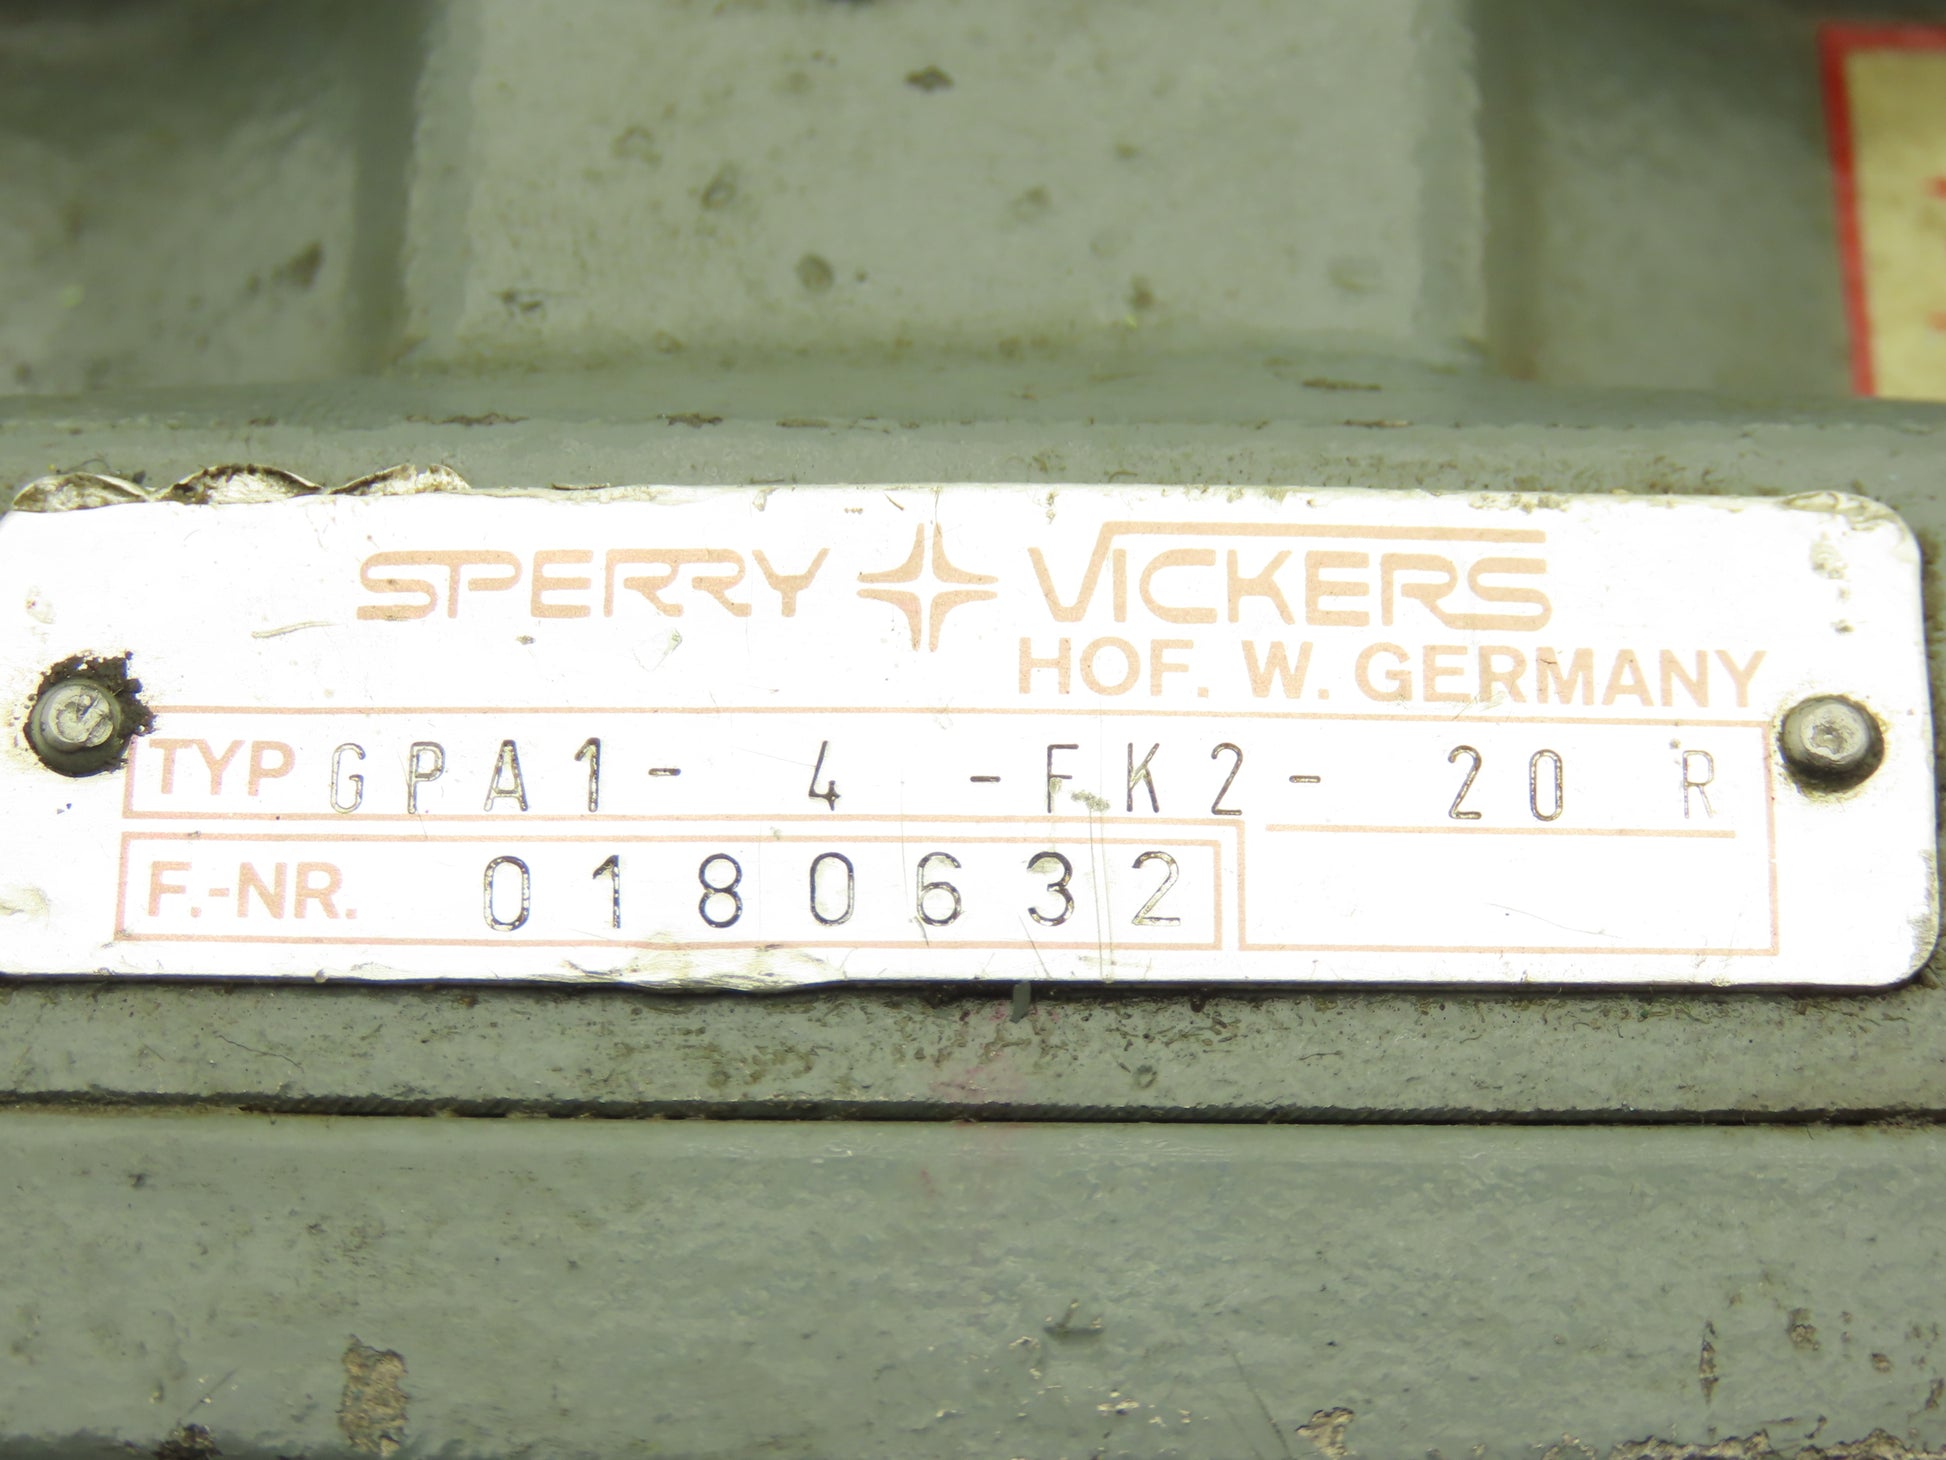 SPERRY VICKERS
HOF. W. GERMANY
TYP GPA1- 4 -FK2- 20 R
F.-NR. 0180632